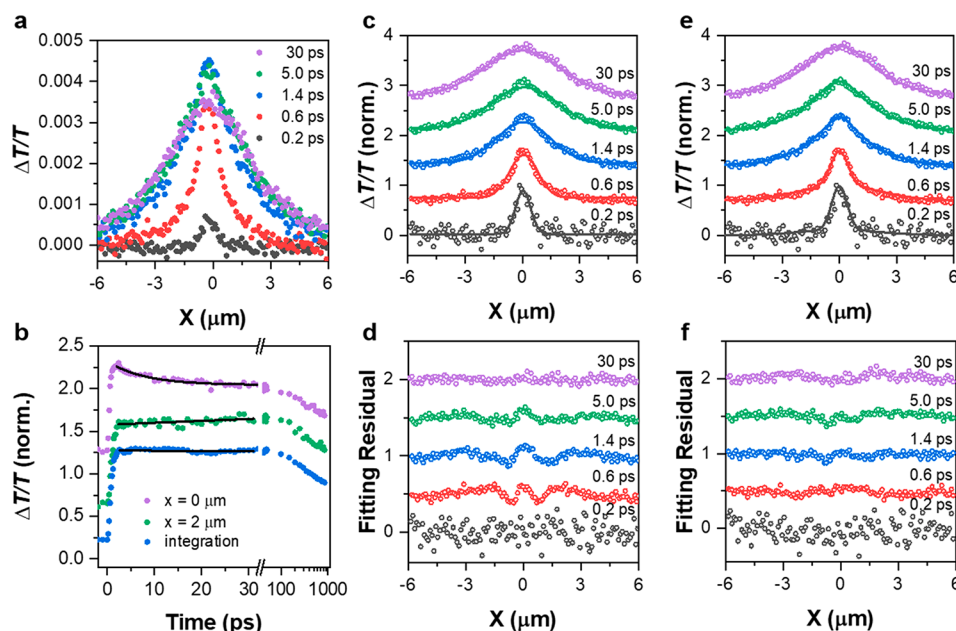 a
ΔT/T
0.005
0.004
0.003
0.002
0.001
0.000
30 ps
5.0 ps
1.4 ps
0.6 ps
0.2 ps
-6 -3 0 3 6
X (μm)
c
ΔT/T (norm.)
4
3
2
1
0
30 ps
5.0 ps
1.4 ps
0.6 ps
0.2 ps
-6 -3 0 3 6
X (μm)
e
ΔT/T (norm.)
4
3
2
1
0
30 ps
5.0 ps
1.4 ps
0.6 ps
0.2 ps
-6 -3 0 3 6
X (μm)
b
ΔT/T (norm.)
2.5
2.0
1.5
1.0
0.5
0.0
x = 0 μm
x = 2 μm
integration
0 10 20 30 100 1000
Time (ps)
d
Fitting Residual
2
1
0
30 ps
5.0 ps
1.4 ps
0.6 ps
0.2 ps
-6 -3 0 3 6
X (μm)
f
Fitting Residual
2
1
0
30 ps
5.0 ps
1.4 ps
0.6 ps
0.2 ps
-6 -3 0 3 6
X (μm)